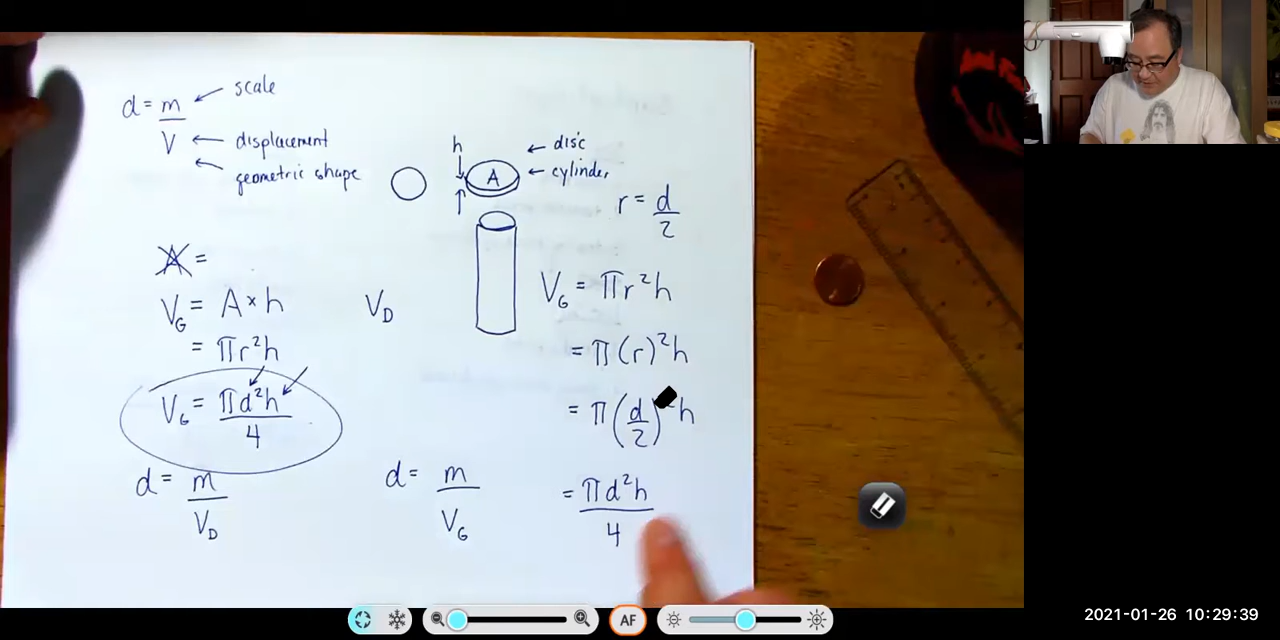 d = m/V ← scale
← displacement
← geometric shape
h
A
← disc
← cylinder
r = d/2
A =
V_G = A × h
= πr²h
V_G = πd²h/4
V_D
V_G = πr²h
= π(r)²h
= π(d/2)²h
= πd²h/4
d = m/V_D
d = m/V_G
AF
2021-01-26 10:29:39